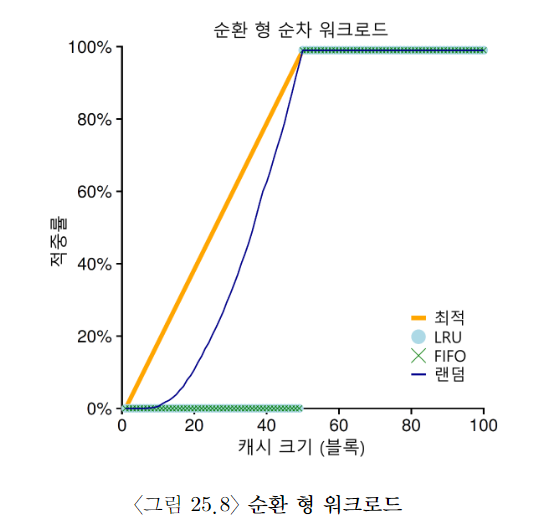 순환 형 순차 워크로드
100%
80%
60%
40%
20%
0%
적중률
최적
LRU
FIFO
랜덤
0 20 40 60 80 100
캐시 크기 (블록)
〈그림 25.8〉 순환 형 워크로드